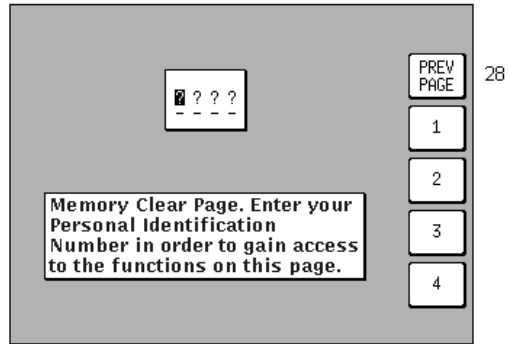 PREV
PAGE
28
? ? ? ?
1
2
Memory Clear Page. Enter your
Personal Identification
Number in order to gain access
to the functions on this page.
3
4